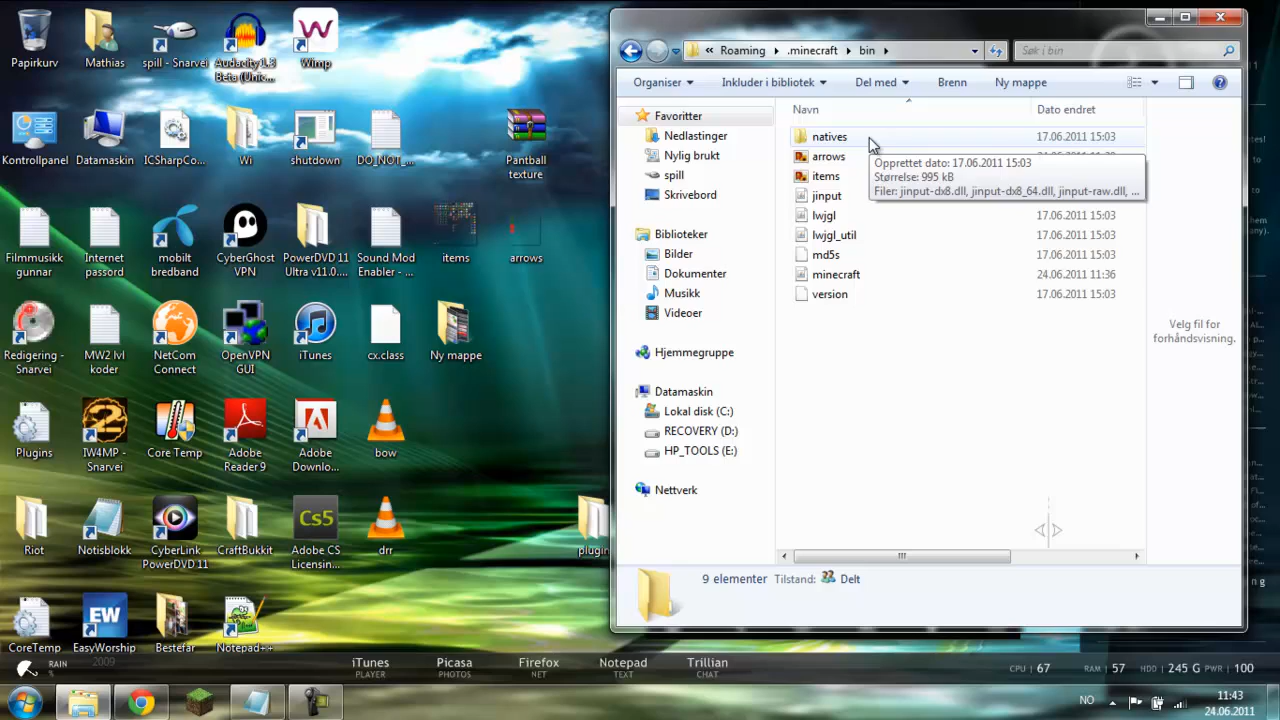 Papirkurv
Mathias
spill - Snarvei
Audacity 1.3
Beta (Unic...
Wimp
Kontrollpanel
Datamaskin
ICSharpCo...
Wi
shutdown
DO_NOT_...
Pantball
texture
Filmmusikk
gunnar
Internet
passord
mobilt
bredband
CyberGhost
VPN
PowerDVD 11
Ultra v11.0....
Sound Mod
Enabler - ...
items
arrows
Redigering -
Snarvei
MW2 lvl
koder
NetCom
Connect
OpenVPN
GUI
iTunes
cx.class
Ny mappe
Plugins
IW4MP -
Snarvei
Core Temp
Adobe
Reader 9
Adobe
Downlo...
bow
Riot
Notisblokk
CyberLink
PowerDVD 11
CraftBukkit
Cs5
Adobe CS
Licensin...
drr
plugin
CoreTemp
EW
EasyWorship
Bestefar
Notepad++
« Roaming ▸ .minecraft ▸ bin ▸
Søk i bin
Organiser
Inkluder i bibliotek
Del med
Brenn
Ny mappe
Favoritter
Nedlastinger
Nylig brukt
spill
Skrivebord
Biblioteker
Bilder
Dokumenter
Musikk
Videoer
Hjemmegruppe
Datamaskin
Lokal disk (C:)
RECOVERY (D:)
HP_TOOLS (E:)
Nettverk
Navn Dato endret
natives 17.06.2011 15:03
arrows
items
jinput
lwjgl 17.06.2011 15:03
lwjgl_util 17.06.2011 15:03
md5s 17.06.2011 15:03
minecraft 24.06.2011 11:36
version 17.06.2011 15:03
Opprettet dato: 17.06.2011 15:03
Størrelse: 995 kB
Filer: jinput-dx8.dll, jinput-dx8_64.dll, jinput-raw.dll, ...
Velg fil for
forhåndsvisning.
9 elementer Tilstand: Delt
RAIN
%
2009
iTunes
PLAYER
Picasa
PHOTOS
Firefox
NET
Notepad
TEXT
Trillian
CHAT
CPU | 67 RAM | 57 HDD | 245 G PWR | 100
NO
11:43
24.06.2011